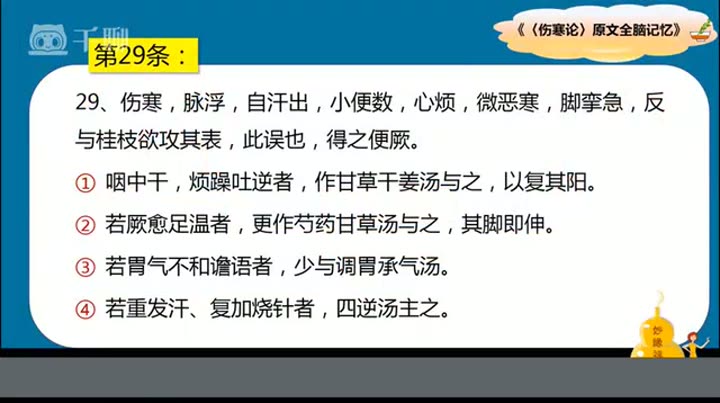 千聊
《〈伤寒论〉原文全脑记忆》
第29条：
29、伤寒，脉浮，自汗出，小便数，心烦，微恶寒，脚挛急，反
与桂枝欲攻其表，此误也，得之便厥。
① 咽中干，烦躁吐逆者，作甘草干姜汤与之，以复其阳。
② 若厥愈足温者，更作芍药甘草汤与之，其脚即伸。
③ 若胃气不和谵语者，少与调胃承气汤。
④ 若重发汗、复加烧针者，四逆汤主之。